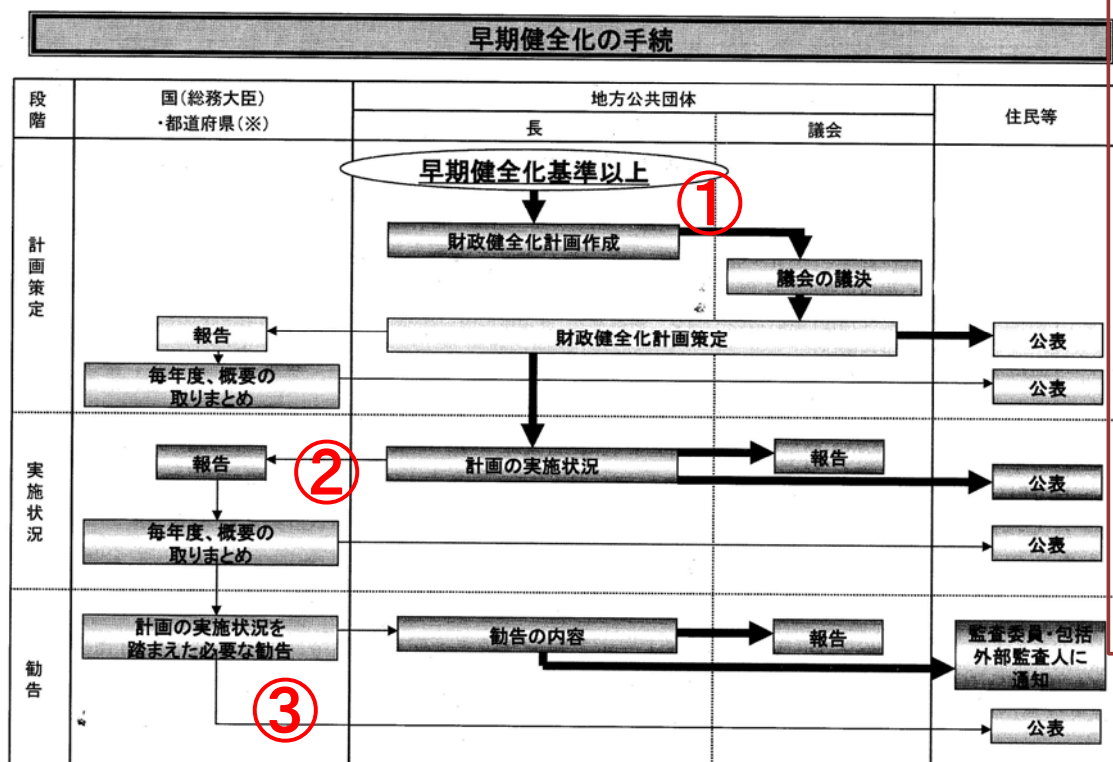 早期健全化の手続
段階
国(総務大臣)
・都道府県(※)
地方公共団体
長
議会
住民等
計画策定
早期健全化基準以上
①
財政健全化計画作成
議会の議決
報告
財政健全化計画策定
公表
毎年度、概要の
取りまとめ
公表
実施状況
報告
②
計画の実施状況
報告
公表
毎年度、概要の
取りまとめ
公表
勧告
計画の実施状況を
踏まえた必要な勧告
勧告の内容
報告
監査委員・包括
外部監査人に
通知
③
公表